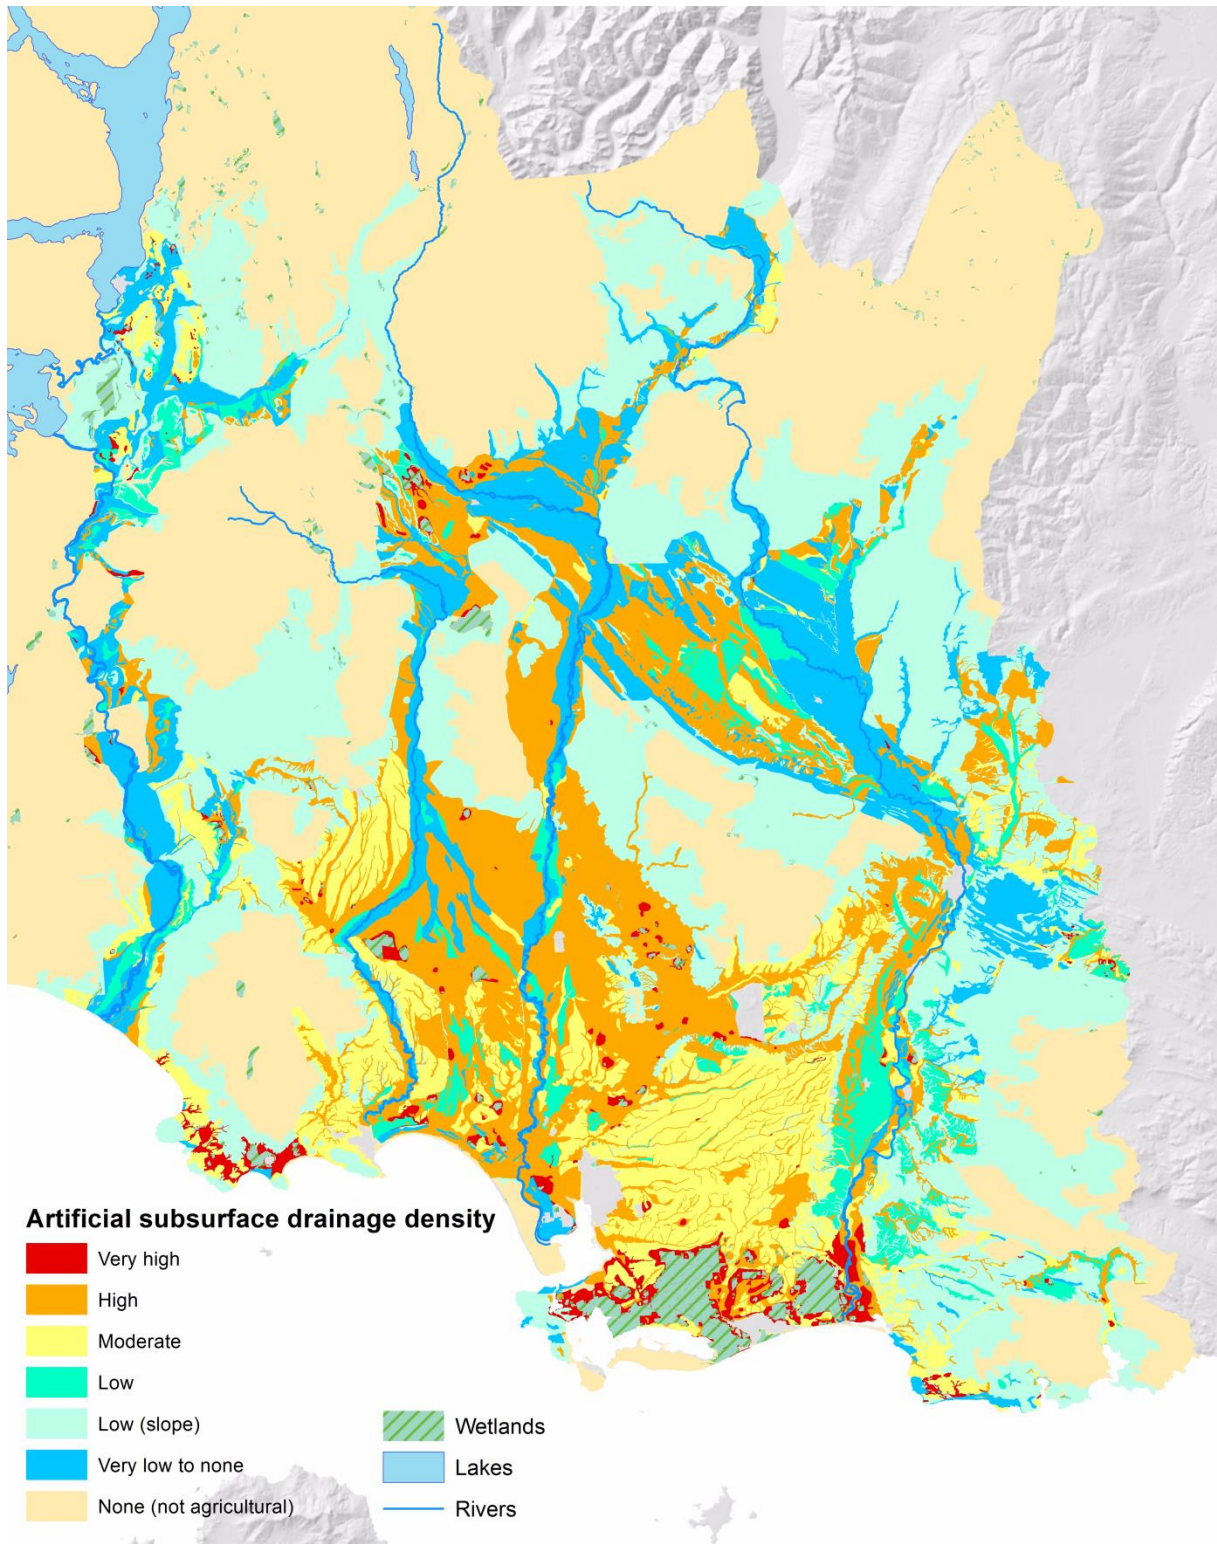 Artificial subsurface drainage density
Very high
High
Moderate
Low
Low (slope)
Very low to none
None (not agricultural)
Wetlands
Lakes
Rivers